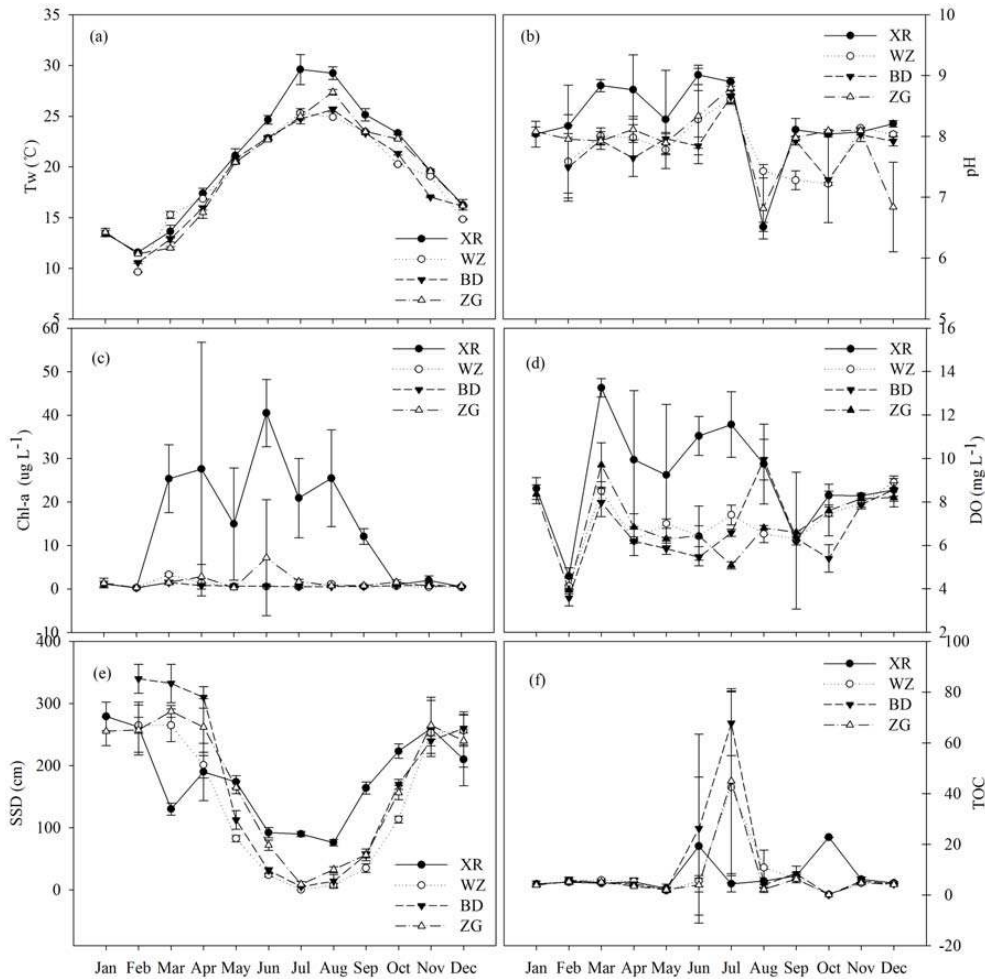 (a)
Tw (℃)
35
30
25
20
15
10
5
XR
WZ
BD
ZG
(b)
pH
10
9
8
7
6
5
XR
WZ
BD
ZG
(c)
Chl-a (ug L⁻¹)
60
50
40
30
20
10
0
-10
XR
WZ
BD
ZG
(d)
DO (mg L⁻¹)
16
14
12
10
8
6
4
2
XR
WZ
BD
ZG
(e)
SSD (cm)
400
300
200
100
0
XR
WZ
BD
ZG
Jan Feb Mar Apr May Jun Jul Aug Sep Oct Nov Dec
(f)
TOC
100
80
60
40
20
0
-20
XR
WZ
BD
ZG
Jan Feb Mar Apr May Jun Jul Aug Sep Oct Nov Dec